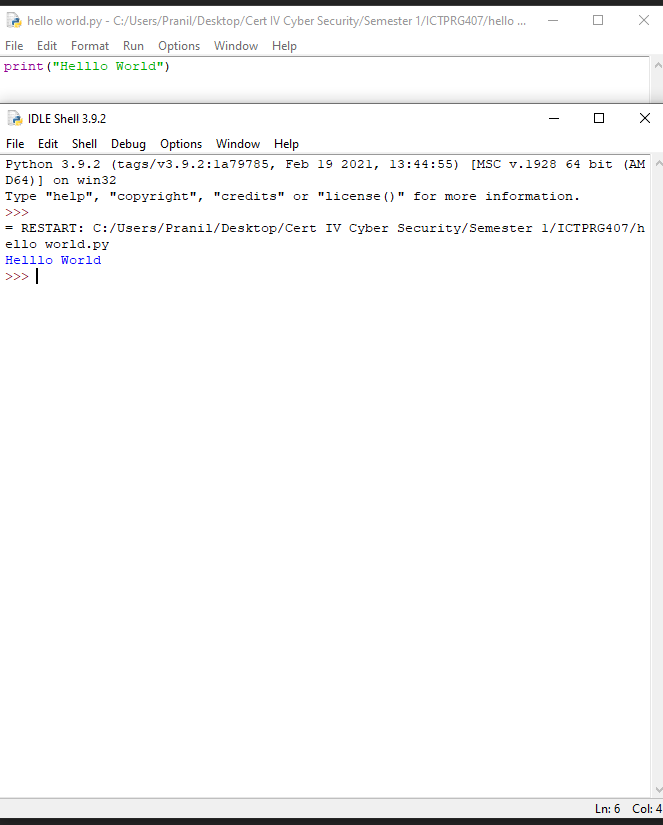 hello world.py - C:/Users/Pranil/Desktop/Cert IV Cyber Security/Semester 1/ICTPRG407/hello ...
File Edit Format Run Options Window Help
print("Helllo World")
IDLE Shell 3.9.2
File Edit Shell Debug Options Window Help
Python 3.9.2 (tags/v3.9.2:1a79785, Feb 19 2021, 13:44:55) [MSC v.1928 64 bit (AM
D64)] on win32
Type "help", "copyright", "credits" or "license()" for more information.
>>>
= RESTART: C:/Users/Pranil/Desktop/Cert IV Cyber Security/Semester 1/ICTPRG407/h
ello world.py
Helllo World
>>>
Ln: 6 Col: 4